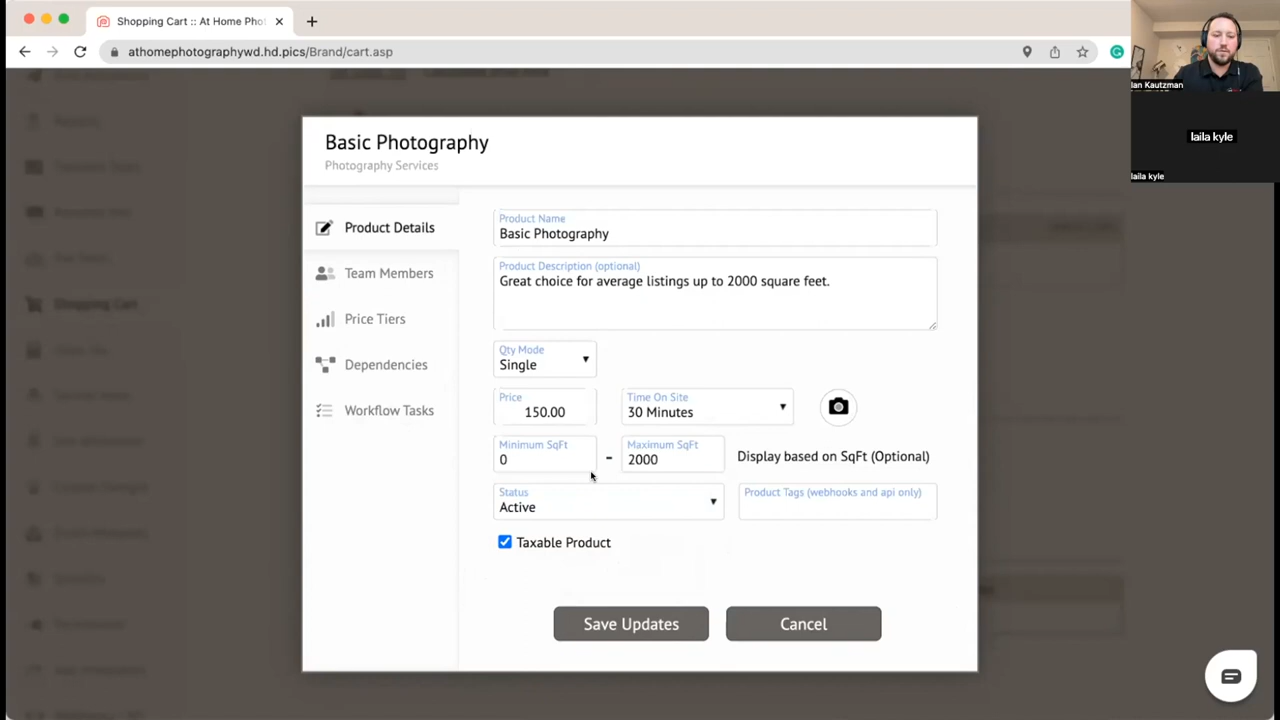 Shopping Cart :: At Home Phot
athomephotographywd.hd.pics/Brand/cart.asp
Ian Kautzman
laila kyle
laila kyle
Basic Photography
Photography Services
Product Details
Team Members
Price Tiers
Dependencies
Workflow Tasks
Product Name
Basic Photography
Product Description (optional)
Great choice for average listings up to 2000 square feet.
Qty Mode
Single
Price
150.00
Time On Site
30 Minutes
Minimum SqFt
0
-
Maximum SqFt
2000
Display based on SqFt (Optional)
Status
Active
Product Tags (webhooks and api only)
Taxable Product
Save Updates
Cancel
Shopping Cart